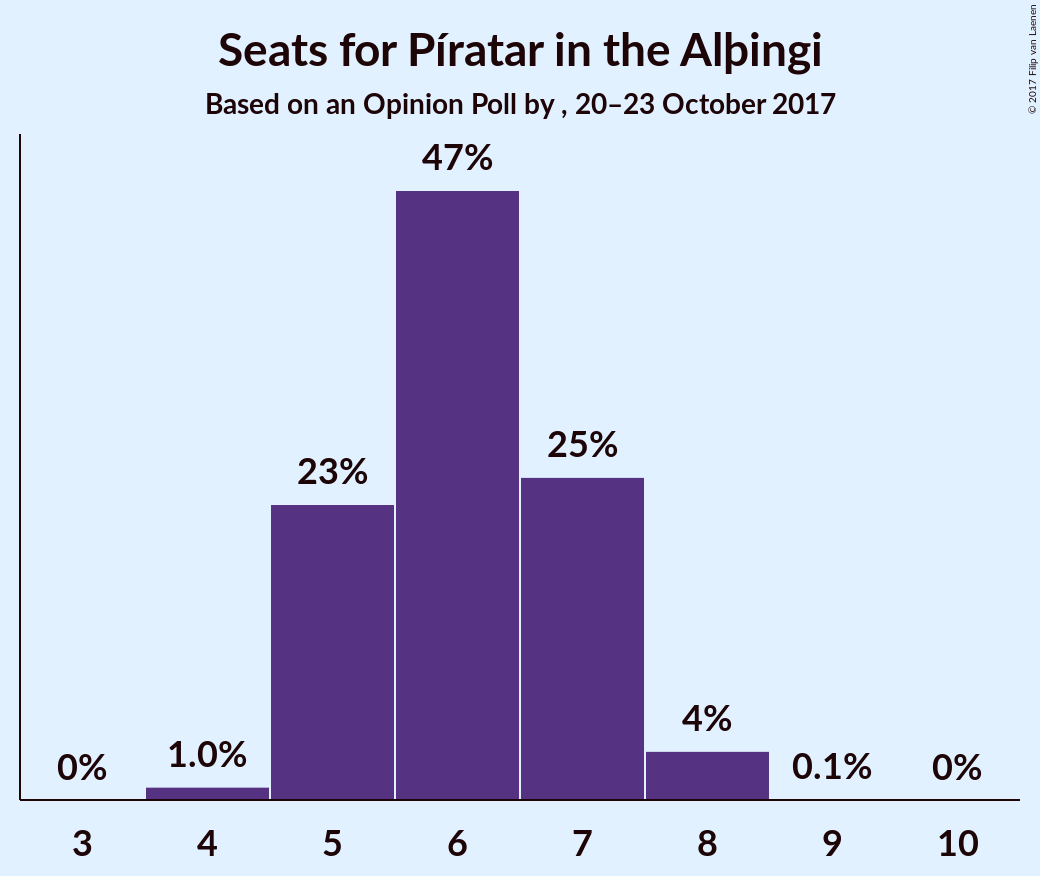 Seats for Píratar in the Alþingi
Based on an Opinion Poll by , 20–23 October 2017
© 2017 Filip van Laenen
47%
25%
23%
4%
1.0%
0%
0.1%
0%
3 4 5 6 7 8 9 10